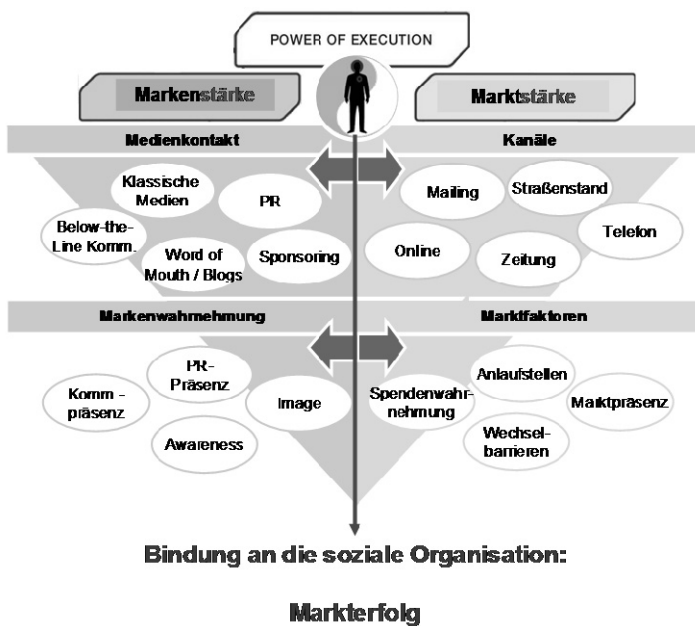 POWER OF EXECUTION
Markenstärke
Marktstärke
Medienkontakt
Kanäle
Klassische
Medien
PR
Below-the-
Line Komm.
Word of
Mouth / Blogs
Sponsoring
Mailing
Straßenstand
Telefon
Online
Zeitung
Markenwahrnehmung
Marktfaktoren
PR-
Präsenz
Komm -
präsenz
Image
Awareness
Spendenwahr-
nehmung
Anlaufstellen
Marktpräsenz
Wechsel-
barrieren
Bindung an die soziale Organisation:
Markterfolg